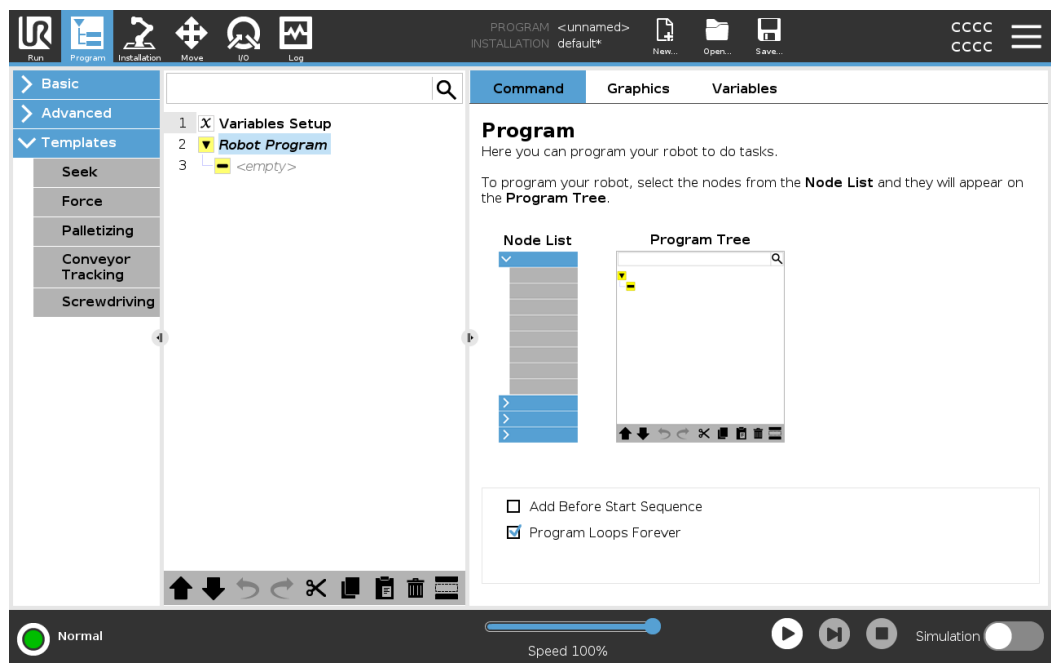 PROGRAM <unnamed>
INSTALLATION default*
Run
Program
Installation
Move
I/O
Log
New...
Open...
Save...
CCCC
CCCC
Basic
Advanced
Templates
Seek
Force
Palletizing
Conveyor
Tracking
Screwdriving
1 X Variables Setup
2 Robot Program
3 <empty>
Command
Graphics
Variables
Program
Here you can program your robot to do tasks.
To program your robot, select the nodes from the Node List and they will appear on
the Program Tree.
Node List
Program Tree
Add Before Start Sequence
Program Loops Forever
Normal
Speed 100%
Simulation